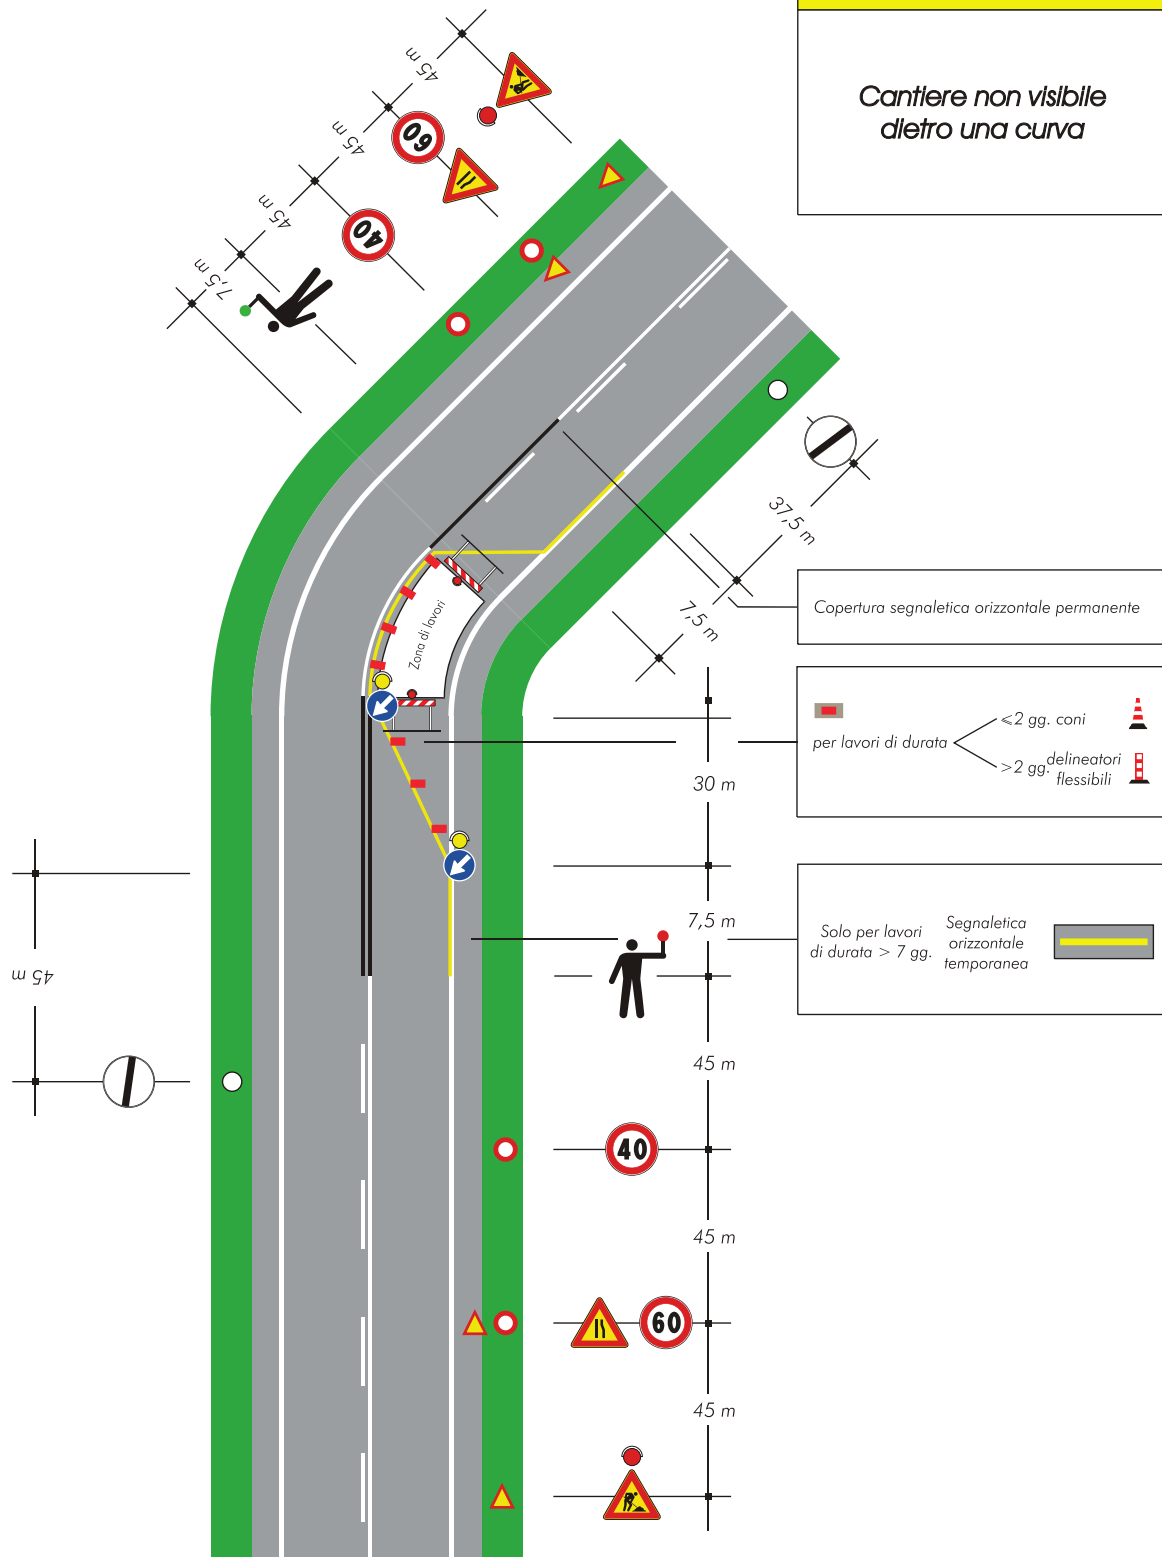 Cantiere non visibile
dietro una curva
45 m
60
45 m
40
45 m
7,5 m
37,5 m
7,5 m
Copertura segnaletica orizzontale permanente
Zona di lavori
per lavori di durata
⩽2 gg. coni
>2 gg. delineatori
flessibili
30 m
7,5 m
Solo per lavori
di durata > 7 gg.
Segnaletica
orizzontale
temporanea
45 m
45 m
40
45 m
60
45 m